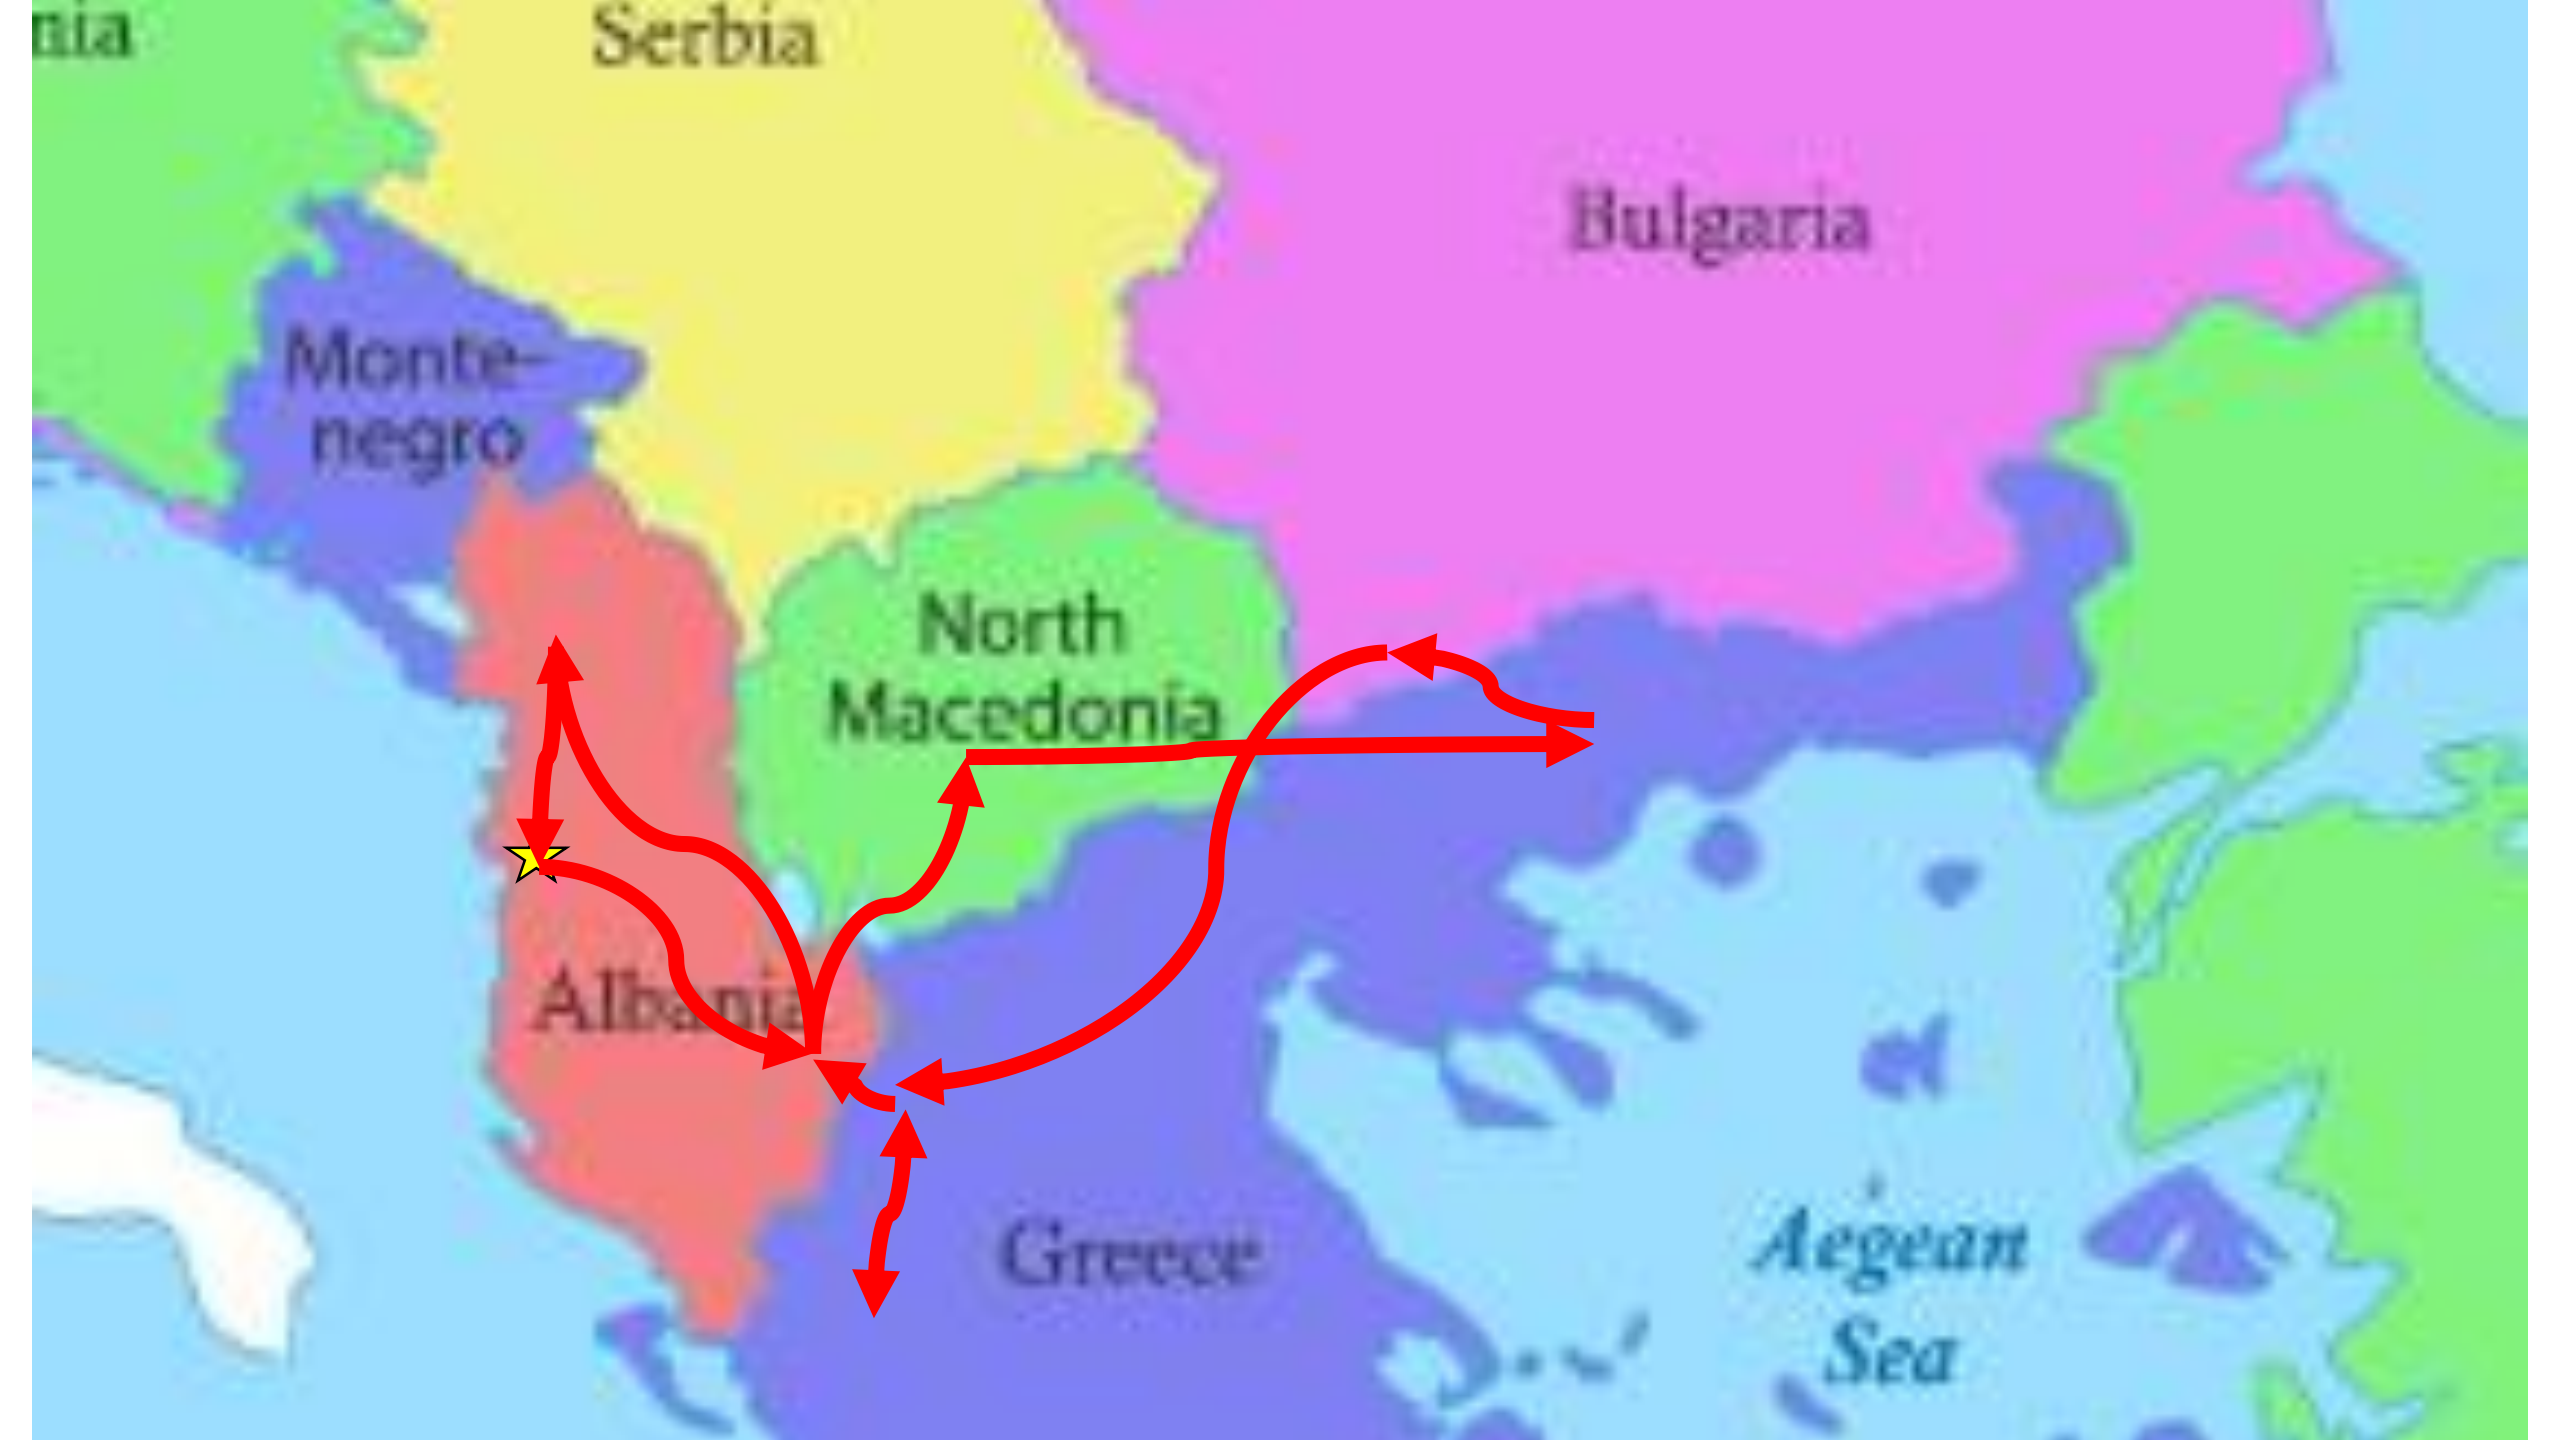 nia
Serbia
Bulgaria
Monte-
negro
North
Macedonia
Albania
Greece
Aegean
Sea